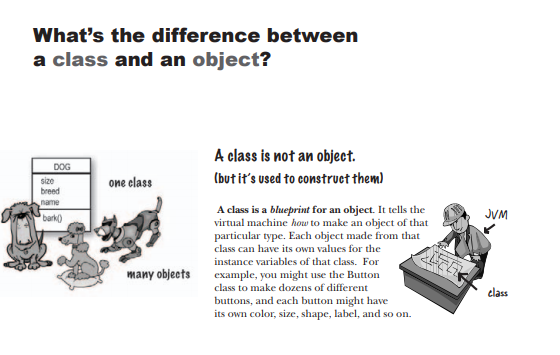 What's the difference between
a class and an object?
DOG
size
breed
name
bark()
one class
many objects
A class is not an object.
(but it's used to construct them)
A class is a blueprint for an object. It tells the
virtual machine how to make an object of that
particular type. Each object made from that
class can have its own values for the
instance variables of that class. For
example, you might use the Button
class to make dozens of different
buttons, and each button might have
its own color, size, shape, label, and so on.
JVM
class